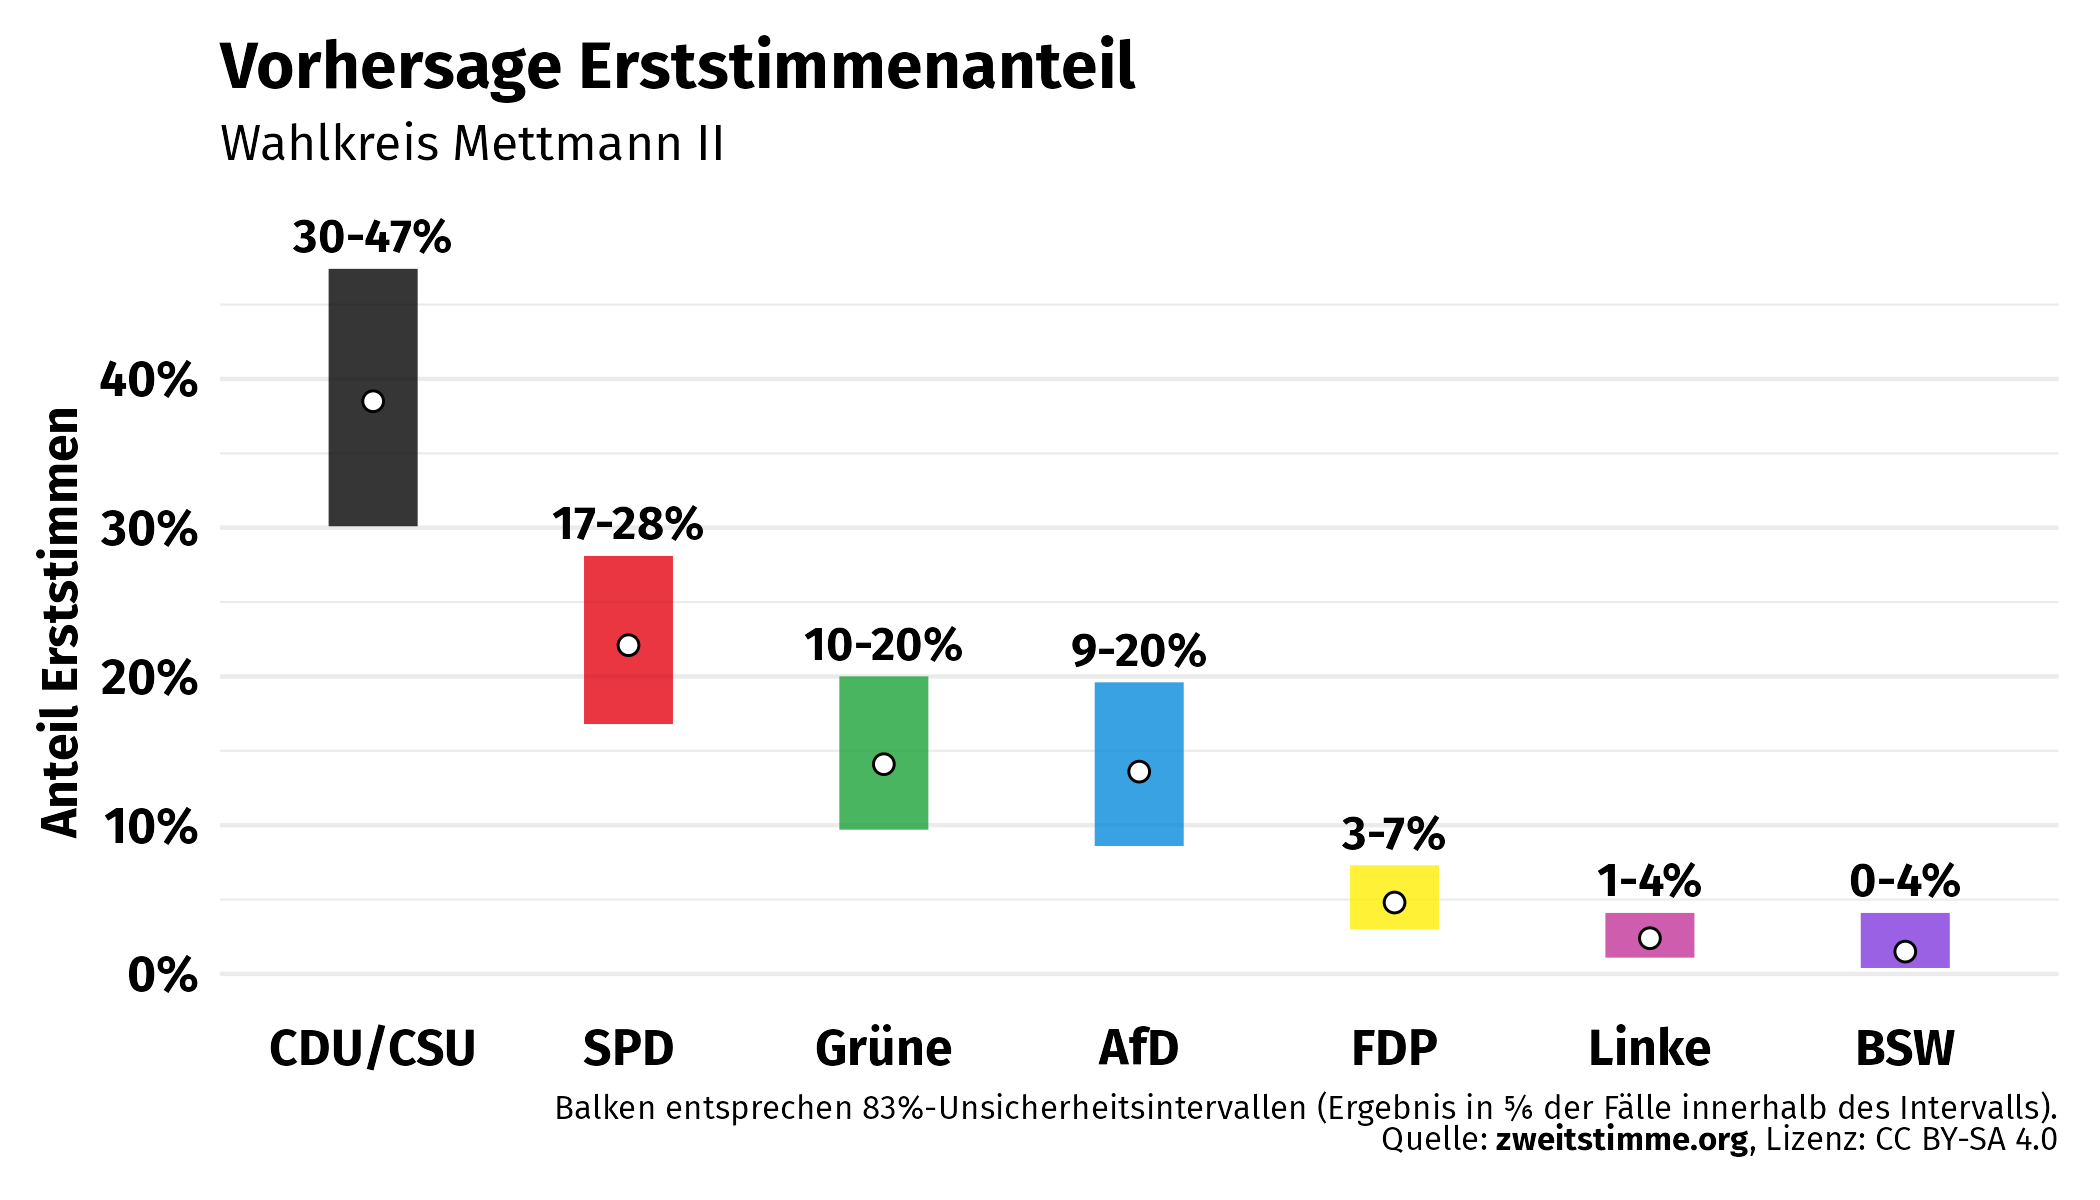 Vorhersage Erststimmenanteil
Wahlkreis Mettmann II
30-47%
17-28%
10-20%
9-20%
3-7%
1-4%
0-4%
Anteil Erststimmen
40%
30%
20%
10%
0%
CDU/CSU
SPD
Grüne
AfD
FDP
Linke
BSW
Balken entsprechen 83%-Unsicherheitsintervallen (Ergebnis in ⅚ der Fälle innerhalb des Intervalls).
Quelle: zweitstimme.org, Lizenz: CC BY-SA 4.0